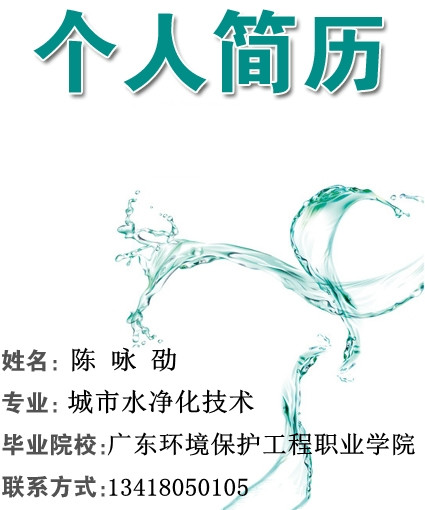 个人简历
姓名: 陈 咏 劭
专业: 城市水净化技术
毕业院校:广东环境保护工程职业学院
联系方式:13418050105